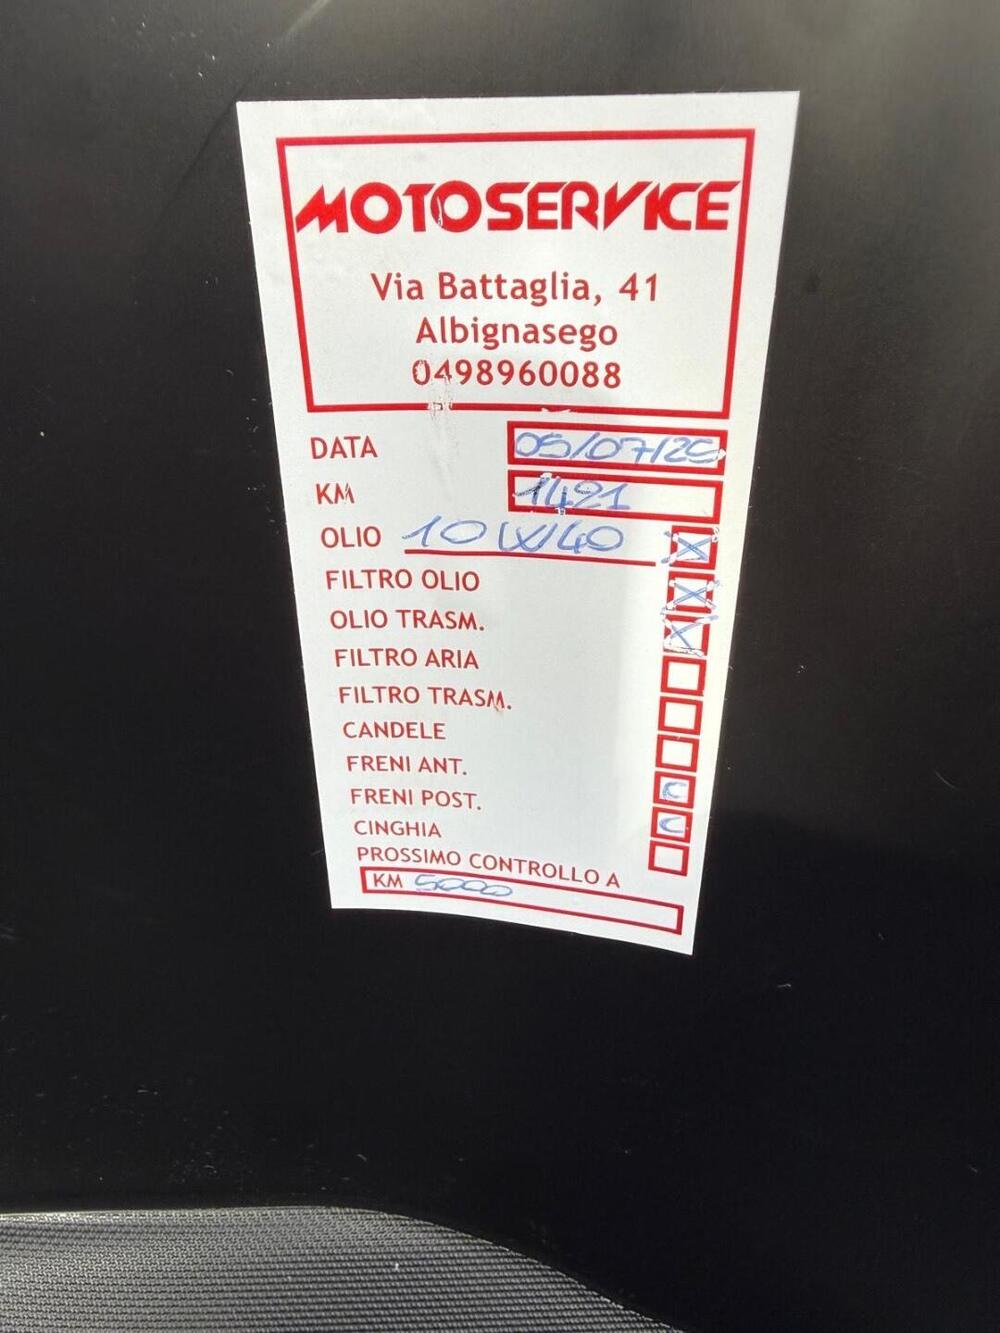 MOTOSERVICE
Via Battaglia, 41
Albignasego
0498960088
DATA 05/07/25
KM 1421
OLIO 10W40 X
FILTRO OLIO X
OLIO TRASM. X
FILTRO ARIA
FILTRO TRASM.
CANDELE
FRENI ANT. C
FRENI POST. C
CINGHIA
PROSSIMO CONTROLLO A
KM 5000